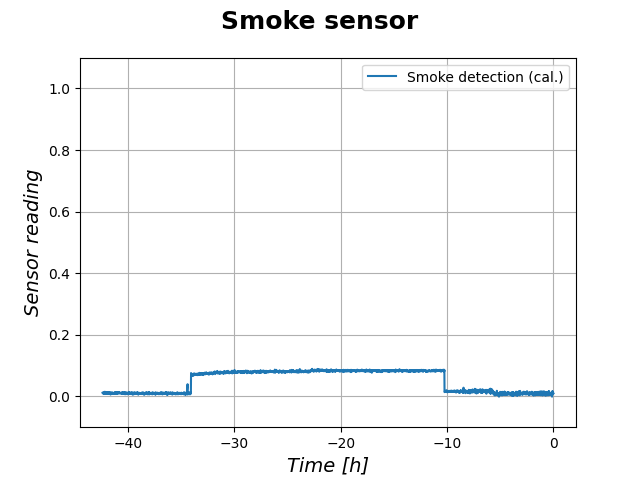 Smoke sensor
Smoke detection (cal.)
1.0
0.8
0.6
0.4
0.2
0.0
Sensor reading
−40
−30
−20
−10
0
Time [h]